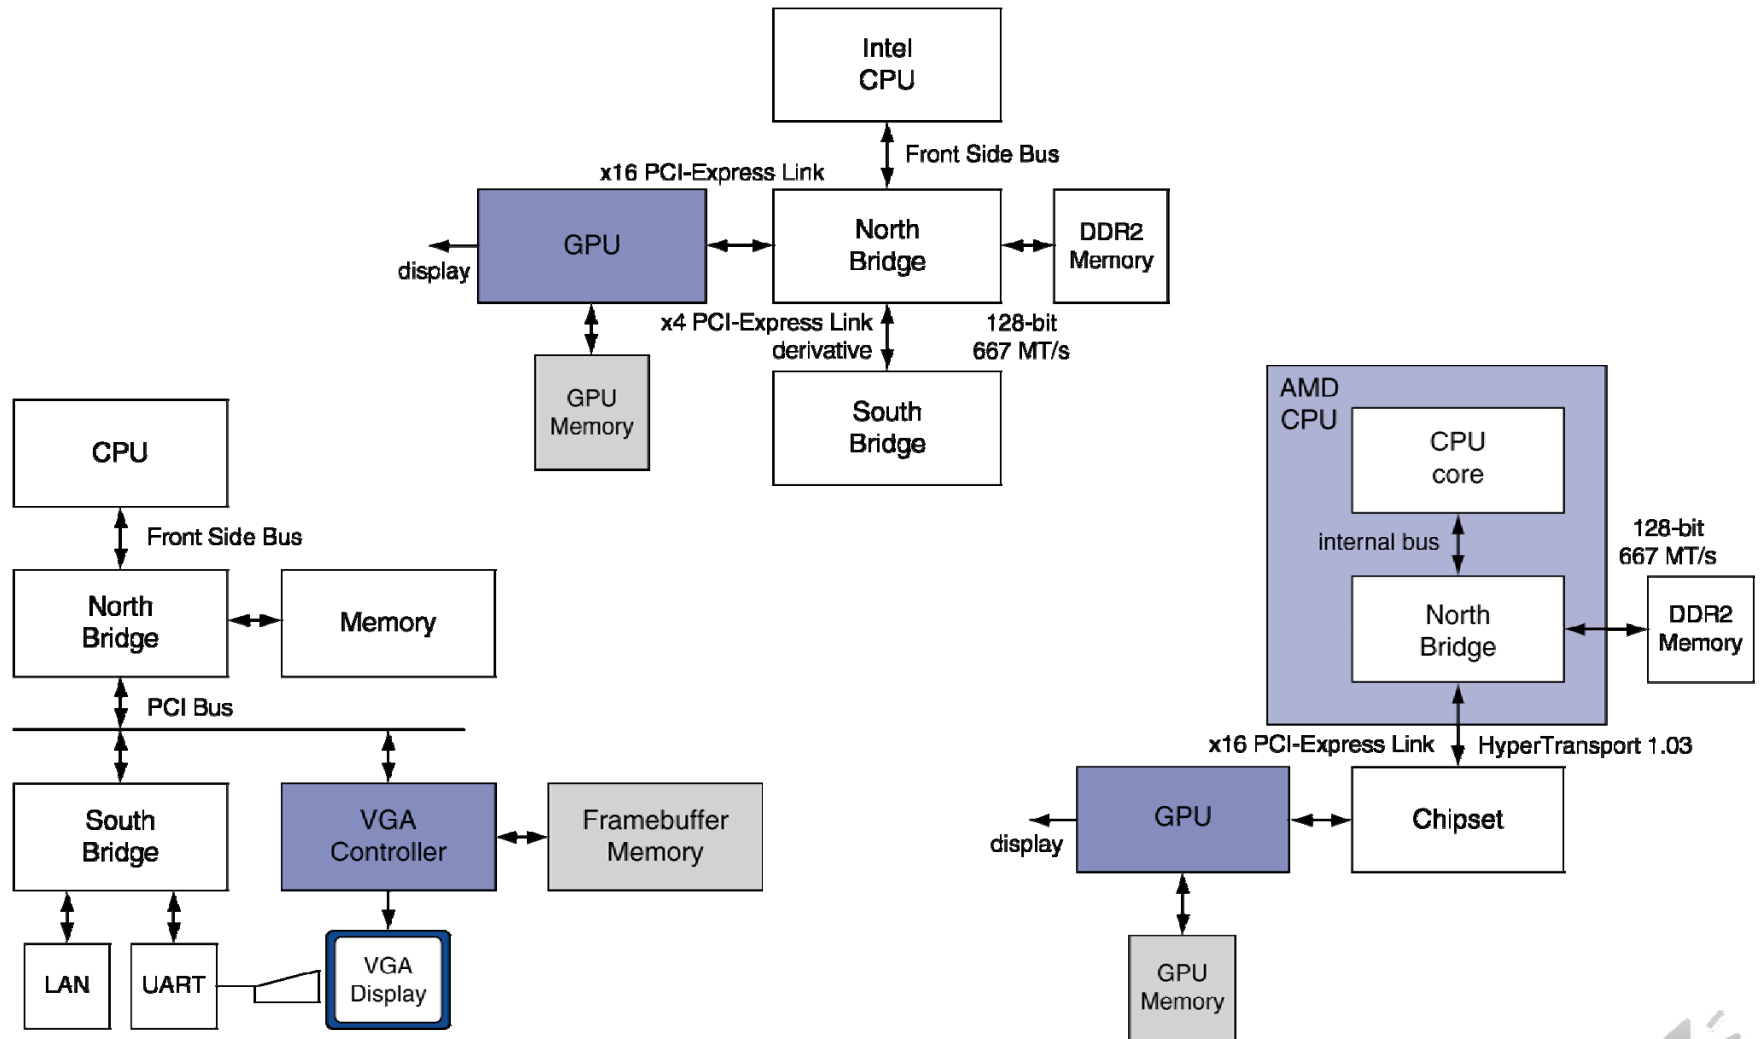 Intel
CPU
Front Side Bus
x16 PCI-Express Link
GPU
North
Bridge
DDR2
Memory
display
x4 PCI-Express Link
derivative
128-bit
667 MT/s
GPU
Memory
South
Bridge
CPU
Front Side Bus
North
Bridge
Memory
PCI Bus
South
Bridge
VGA
Controller
Framebuffer
Memory
LAN
UART
VGA
Display
AMD
CPU
CPU
core
internal bus
128-bit
667 MT/s
North
Bridge
DDR2
Memory
x16 PCI-Express Link
HyperTransport 1.03
GPU
Chipset
display
GPU
Memory